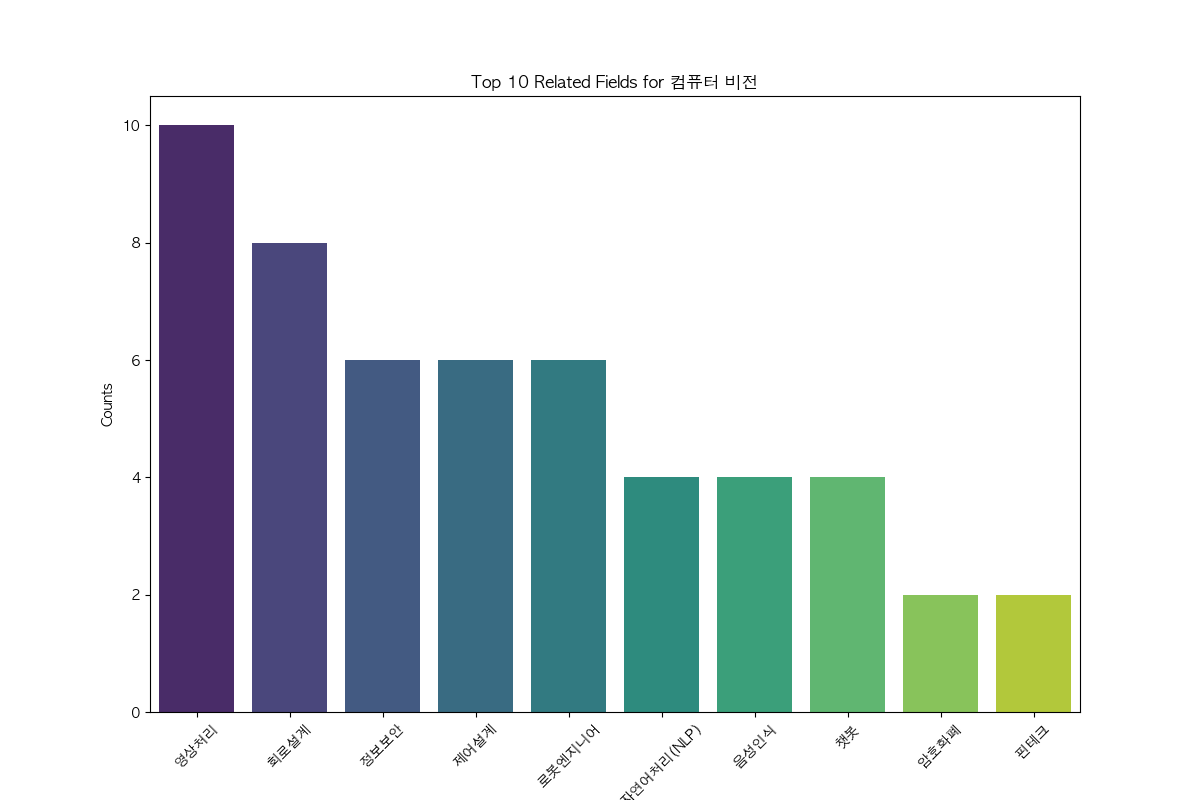 Top 10 Related Fields for 컴퓨터 비전
10
8
6
4
2
0
Counts
영상처리
회로설계
정보보안
제어설계
로봇엔지니어
자연어처리(NLP)
음성인식
챗봇
암호화폐
핀테크